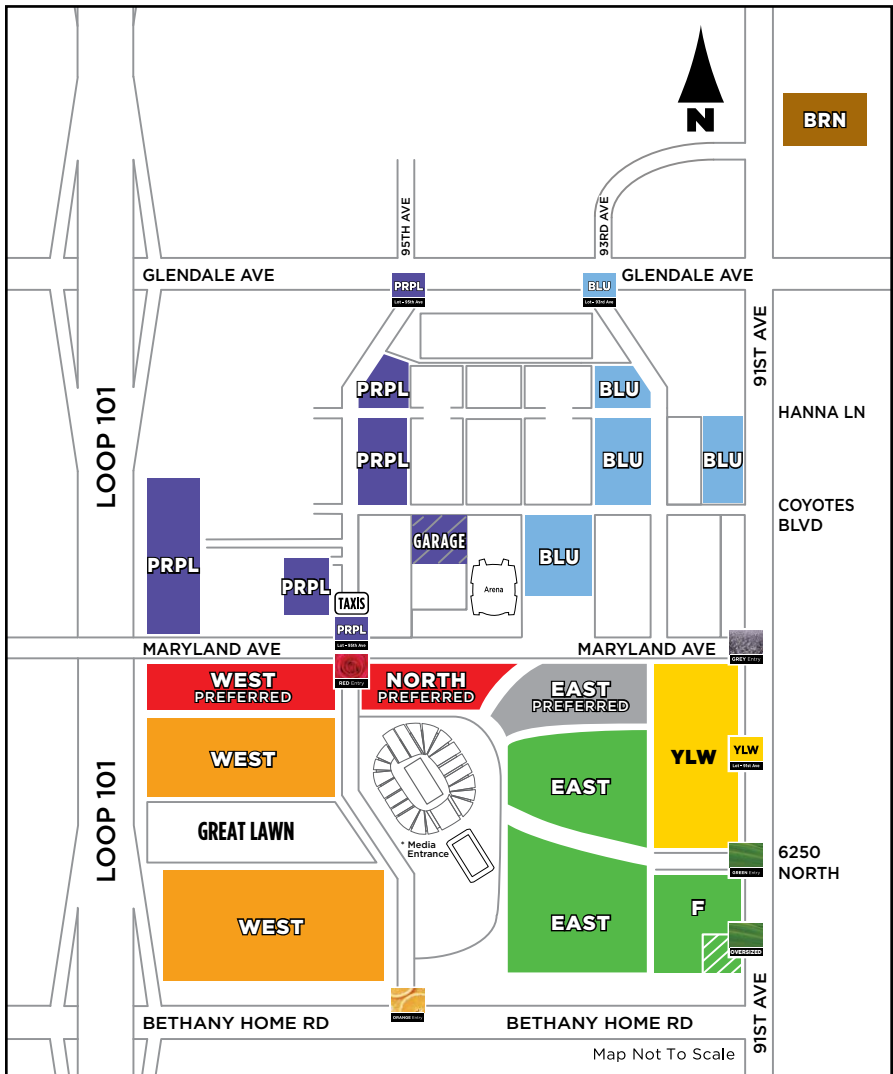 N
BRN
95TH AVE
93RD AVE
GLENDALE AVE
GLENDALE AVE
PRPL
Lot - 95th Ave
BLU
Lot - 93rd Ave
91ST AVE
PRPL
BLU
LOOP 101
HANNA LN
PRPL
BLU
BLU
COYOTES
BLVD
GARAGE
PRPL
BLU
PRPL
Arena
TAXIS
PRPL
Lot - 95th Ave
MARYLAND AVE
MARYLAND AVE
GREY Entry
RED Entry
WEST
PREFERRED
NORTH
PREFERRED
EAST
PREFERRED
YLW
YLW
Lot - 91st Ave
WEST
EAST
LOOP 101
GREAT LAWN
* Media
Entrance
6250
NORTH
GREEN Entry
F
WEST
EAST
OVERSIZED
ORANGE Entry
BETHANY HOME RD
BETHANY HOME RD
91ST AVE
Map Not To Scale